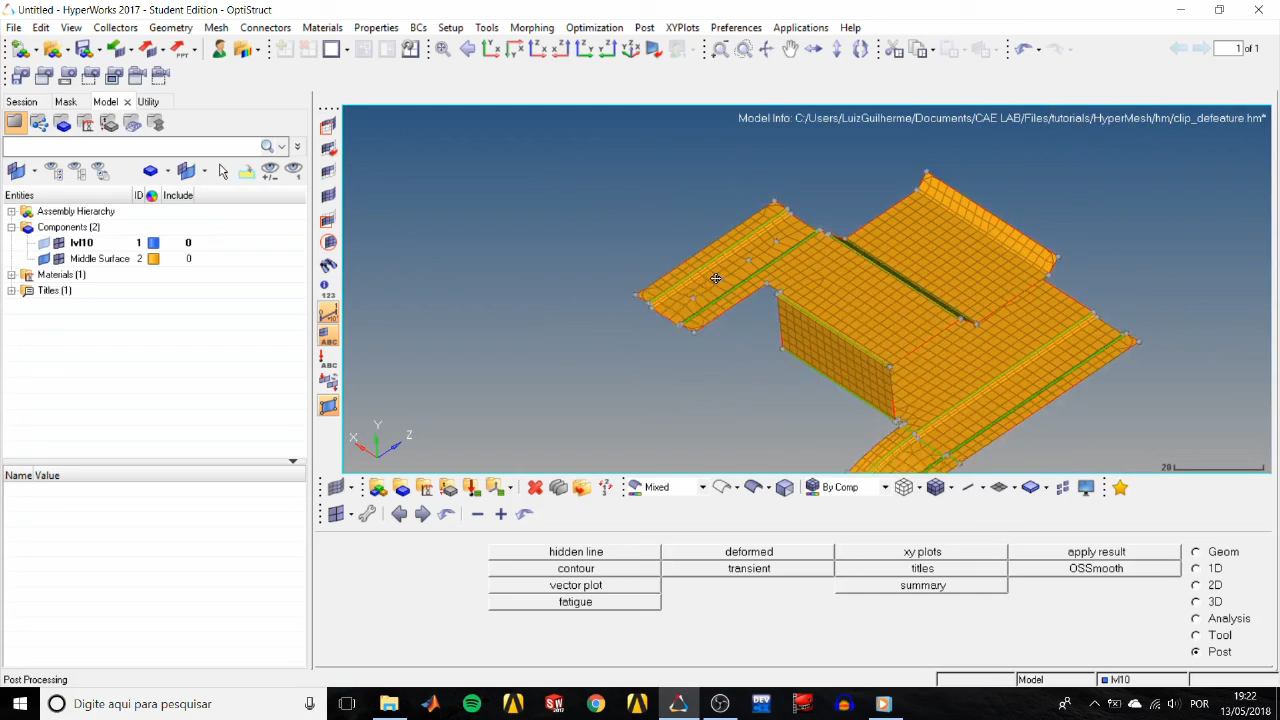 Untitled - HyperWorks 2017 - Student Edition - OptiStruct
File Edit View Collectors Geometry Mesh Connectors Materials Properties BCs Setup Tools Morphing Optimization Post XYPlots Preferences Applications Help
1 of 1
Session Mask Model Utility
Model Info: C:/Users/LuizGuilherme/Documents/CAE LAB/Files/tutorials/HyperMesh/hm/clip_defeature.hm*
Entities ID Include
Assembly Hierarchy
Components (2)
lvl10 1 0
Middle Surface 2 0
Materials (1)
Titles (1)
123
ABC
ABC
X Y Z
20
Name Value
Mixed By Comp
hidden line deformed xy plots apply result
contour transient titles OSSmooth
vector plot summary
fatigue
Geom
1D
2D
3D
Analysis
Tool
Post
Post Processing
Model lvl10
Digite aqui para pesquisar
POR
19:22
13/05/2018